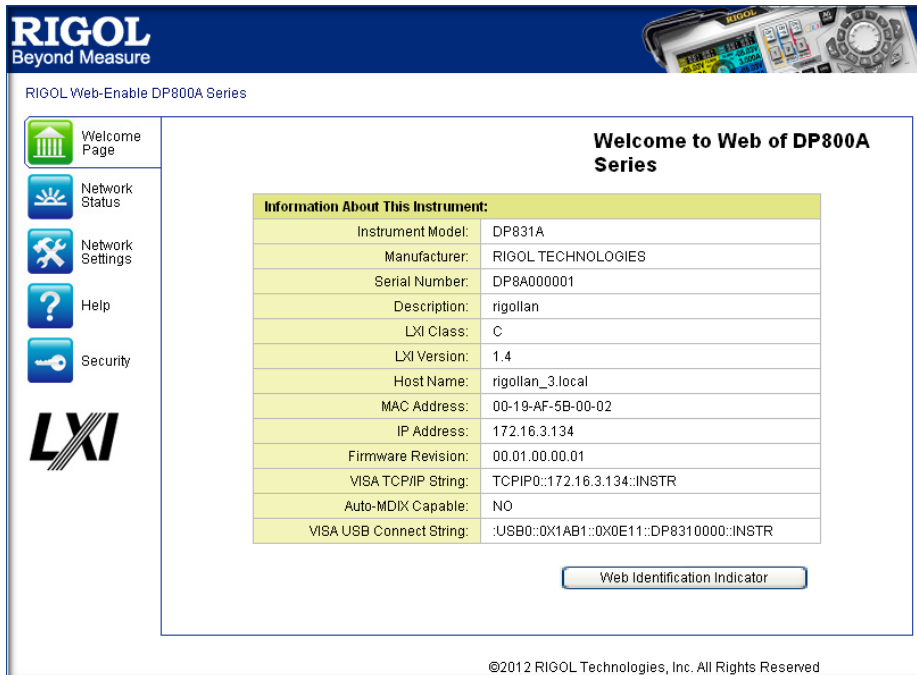 RIGOL
Beyond Measure
RIGOL
RIGOL Web-Enable DP800A Series
Welcome
Page
Network
Status
Network
Settings
Help
Security
LXI
Welcome to Web of DP800A
Series
Information About This Instrument:
Instrument Model: DP831A
Manufacturer: RIGOL TECHNOLOGIES
Serial Number: DP8A000001
Description: rigollan
LXI Class: C
LXI Version: 1.4
Host Name: rigollan_3.local
MAC Address: 00-19-AF-5B-00-02
IP Address: 172.16.3.134
Firmware Revision: 00.01.00.00.01
VISA TCP/IP String: TCPIP0::172.16.3.134::INSTR
Auto-MDIX Capable: NO
VISA USB Connect String: :USB0::0X1AB1::0X0E11::DP8310000::INSTR
Web Identification Indicator
©2012 RIGOL Technologies, Inc. All Rights Reserved